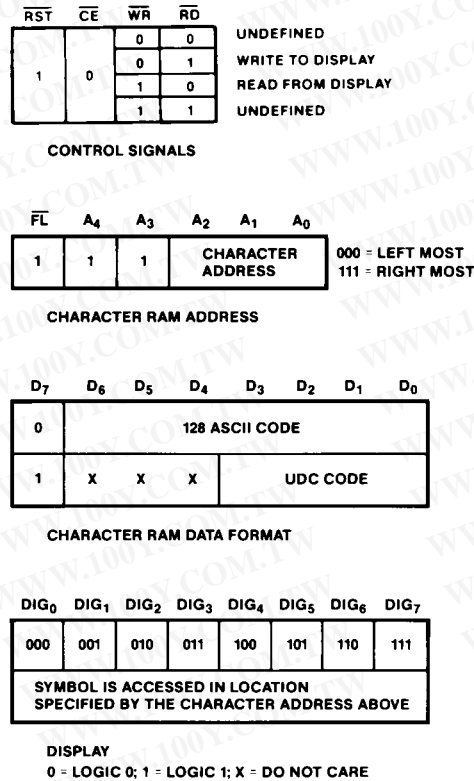 RST CE WR RD
1 0 0 0 UNDEFINED
0 1 WRITE TO DISPLAY
1 0 READ FROM DISPLAY
1 1 UNDEFINED
CONTROL SIGNALS
FL A4 A3 A2 A1 A0
1 1 1 CHARACTER ADDRESS 000 = LEFT MOST
111 = RIGHT MOST
CHARACTER RAM ADDRESS
D7 D6 D5 D4 D3 D2 D1 D0
0 128 ASCII CODE
1 X X X UDC CODE
CHARACTER RAM DATA FORMAT
DIG0 DIG1 DIG2 DIG3 DIG4 DIG5 DIG6 DIG7
000 001 010 011 100 101 110 111
SYMBOL IS ACCESSED IN LOCATION
SPECIFIED BY THE CHARACTER ADDRESS ABOVE
DISPLAY
0 = LOGIC 0; 1 = LOGIC 1; X = DO NOT CARE
WWW.100Y.COM.TW